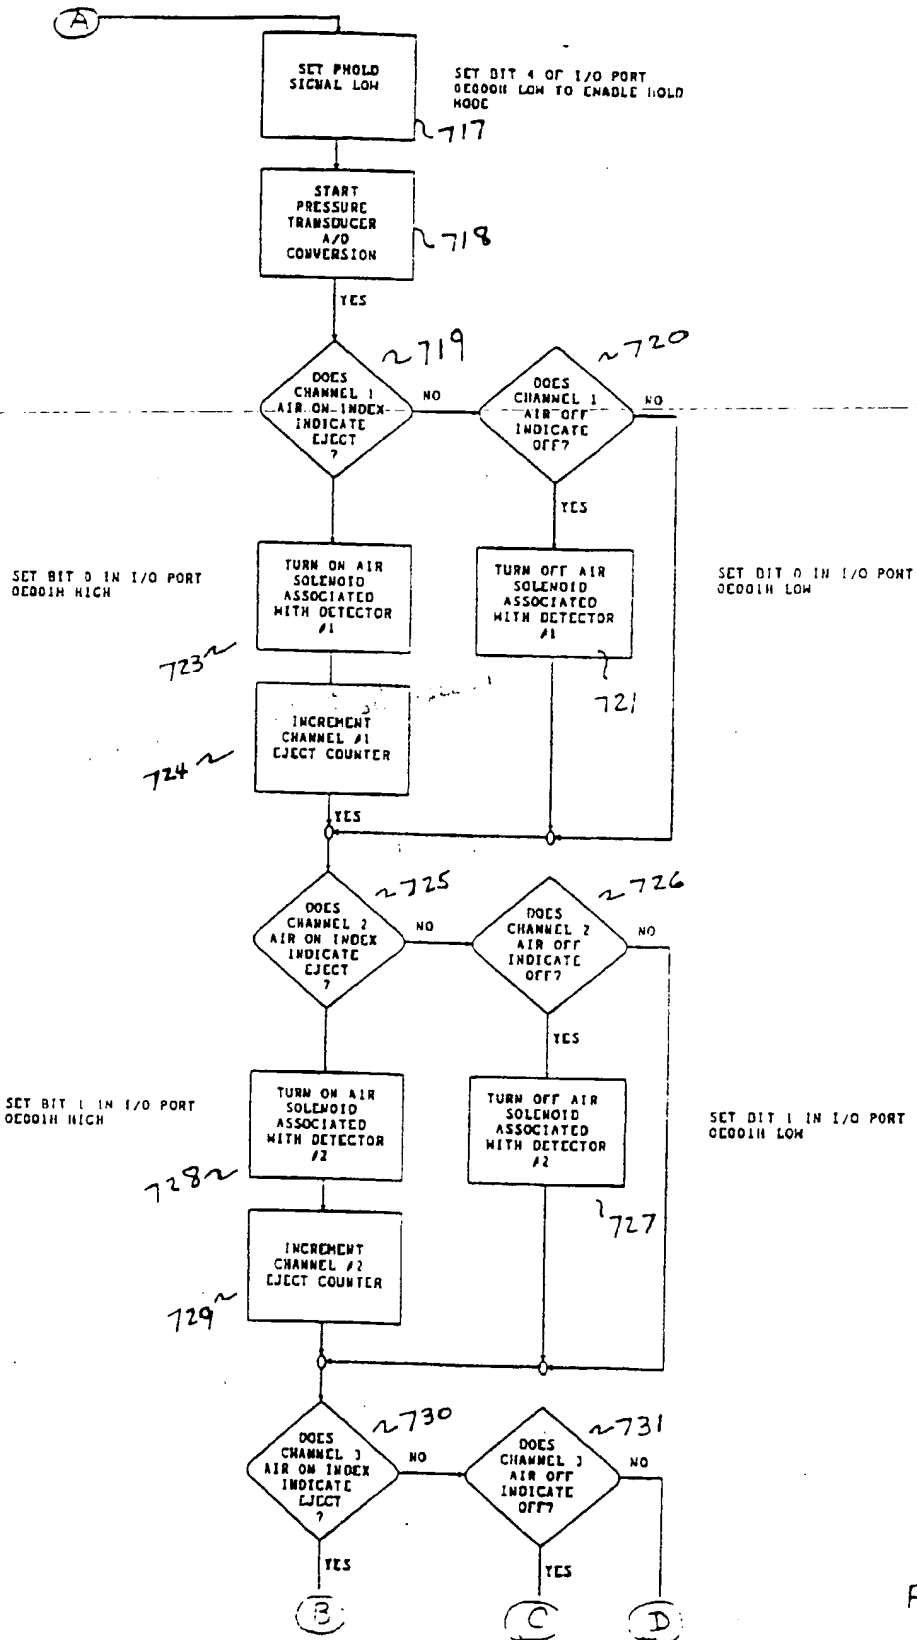 A
SET PHOLD
SIGNAL LOW
SET BIT 4 OF I/O PORT
0E000H LOW TO ENABLE HOLD
MODE
717
START
PRESSURE
TRANSDUCER
A/D
CONVERSION
718
YES
719
DOES
CHANNEL 1
AIR ON INDEX
INDICATE
EJECT
?
NO
720
DOES
CHANNEL 1
AIR OFF
INDICATE
OFF?
NO
YES
SET BIT 0 IN I/O PORT
0E001H HIGH
TURN ON AIR
SOLENOID
ASSOCIATED
WITH DETECTOR
#1
723
TURN OFF AIR
SOLENOID
ASSOCIATED
WITH DETECTOR
#1
721
SET BIT 0 IN I/O PORT
0E001H LOW
INCREMENT
CHANNEL #1
EJECT COUNTER
724
YES
725
DOES
CHANNEL 2
AIR ON INDEX
INDICATE
EJECT
?
NO
726
DOES
CHANNEL 2
AIR OFF
INDICATE
OFF?
NO
YES
SET BIT 1 IN I/O PORT
0E001H HIGH
TURN ON AIR
SOLENOID
ASSOCIATED
WITH DETECTOR
#2
728
TURN OFF AIR
SOLENOID
ASSOCIATED
WITH DETECTOR
#2
727
SET BIT 1 IN I/O PORT
0E001H LOW
INCREMENT
CHANNEL #2
EJECT COUNTER
729
730
DOES
CHANNEL 3
AIR ON INDEX
INDICATE
EJECT
?
NO
731
DOES
CHANNEL 3
AIR OFF
INDICATE
OFF?
NO
YES
YES
B
C
D
F